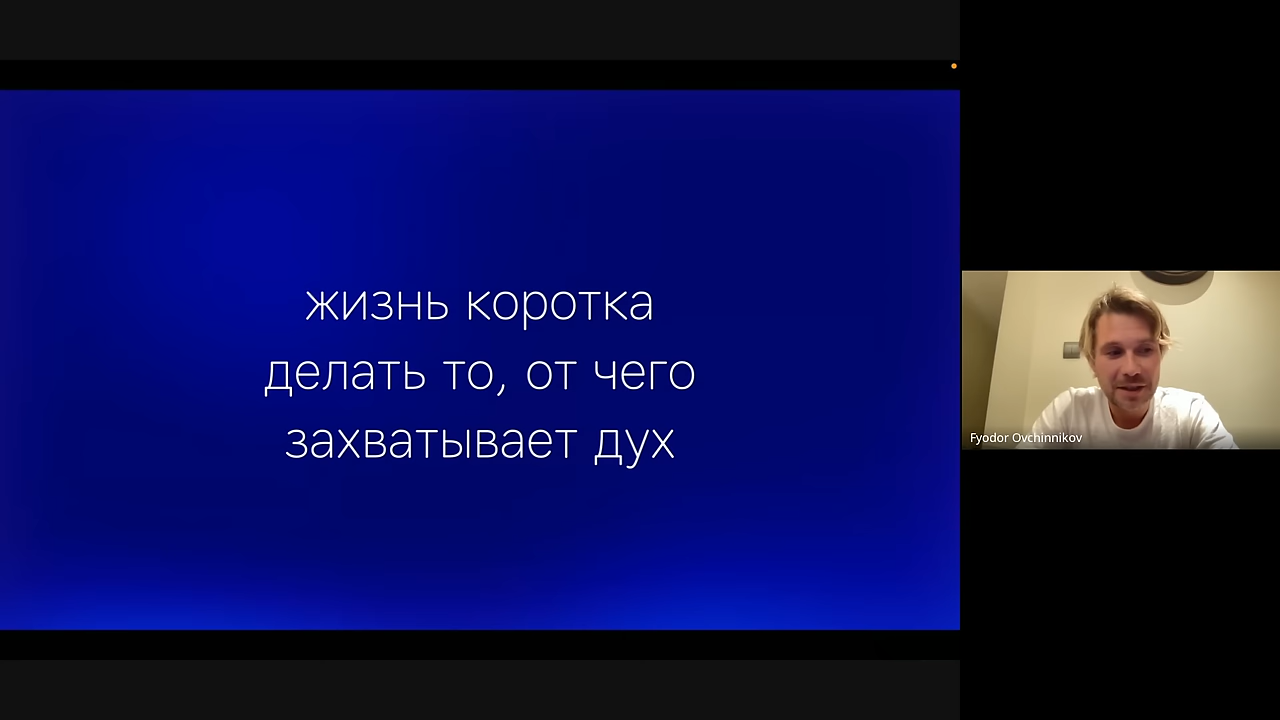 жизнь коротка
делать то, от чего
захватывает дух
Fyodor Ovchinnikov